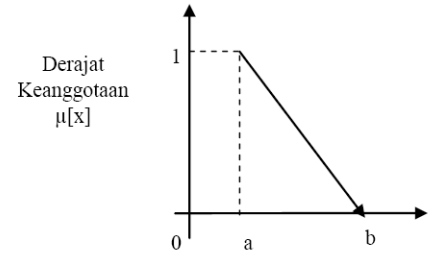 Derajat
Keanggotaan
μ[x]
1
0
a
b